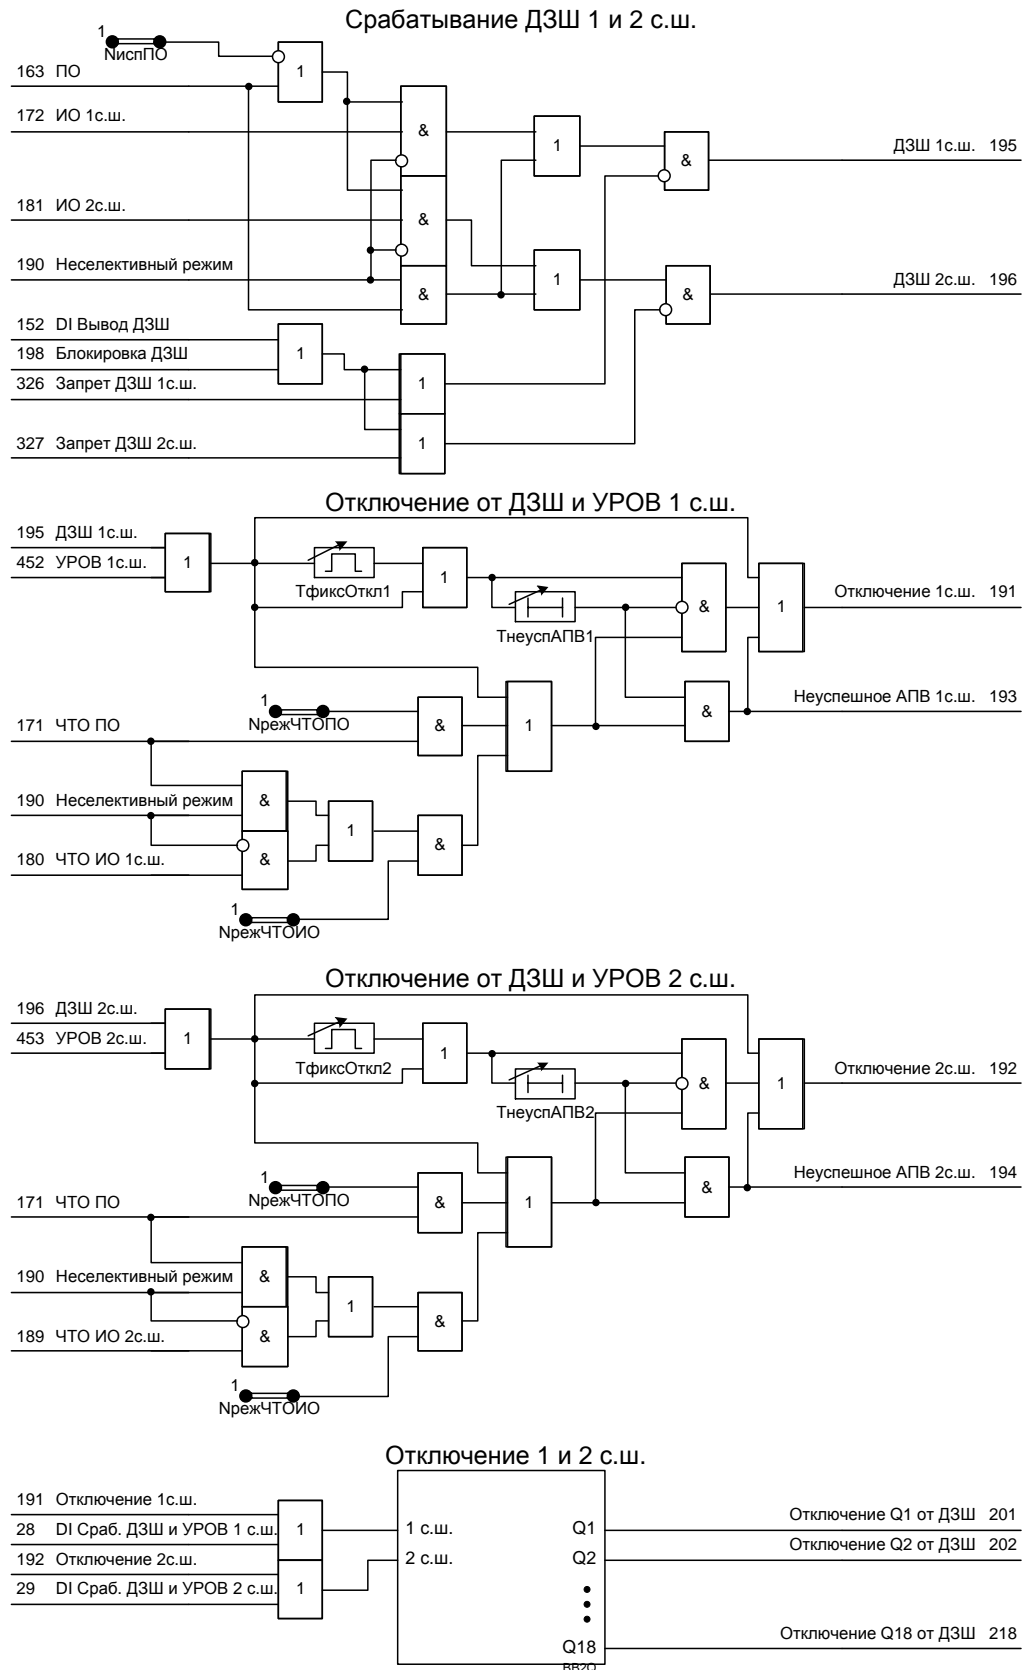 Срабатывание ДЗШ 1 и 2 с.ш.
1
NиспПО
163 ПО
1
172 ИО 1с.ш.
&
1
&
ДЗШ 1с.ш. 195
181 ИО 2с.ш.
&
190 Неселективный режим
&
1
&
ДЗШ 2с.ш. 196
152 DI Вывод ДЗШ
1
198 Блокировка ДЗШ
326 Запрет ДЗШ 1с.ш.
1
327 Запрет ДЗШ 2с.ш.
1
Отключение от ДЗШ и УРОВ 1 с.ш.
195 ДЗШ 1с.ш.
452 УРОВ 1с.ш.
1
ТфиксОткл1
1
ТнеуспАПВ1
&
1
Отключение 1с.ш. 191
1
NрежЧТОПО
171 ЧТО ПО
&
1
&
Неуспешное АПВ 1с.ш. 193
190 Неселективный режим
&
1
&
180 ЧТО ИО 1с.ш.
&
1
NрежЧТОИО
Отключение от ДЗШ и УРОВ 2 с.ш.
196 ДЗШ 2с.ш.
453 УРОВ 2с.ш.
1
ТфиксОткл2
1
ТнеуспАПВ2
&
1
Отключение 2с.ш. 192
1
NрежЧТОПО
171 ЧТО ПО
&
1
&
Неуспешное АПВ 2с.ш. 194
190 Неселективный режим
&
1
&
189 ЧТО ИО 2с.ш.
&
1
NрежЧТОИО
Отключение 1 и 2 с.ш.
191 Отключение 1с.ш.
28 DI Сраб. ДЗШ и УРОВ 1 с.ш.
1
192 Отключение 2с.ш.
29 DI Сраб. ДЗШ и УРОВ 2 с.ш.
1
1 с.ш.
2 с.ш.
Q1
Q2
Q18
Отключение Q1 от ДЗШ 201
Отключение Q2 от ДЗШ 202
Отключение Q18 от ДЗШ 218